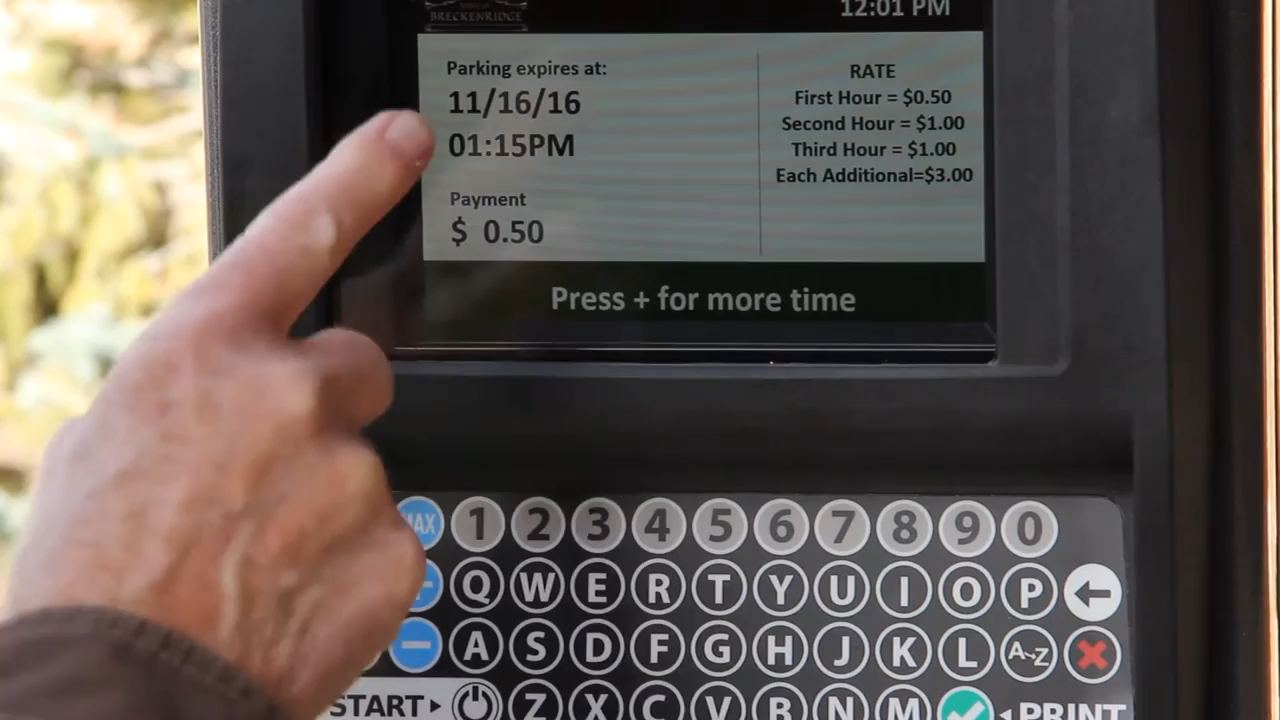 BRECKENRIDGE
12:01 PM
Parking expires at:
11/16/16
01:15PM
Payment
$ 0.50
RATE
First Hour = $0.50
Second Hour = $1.00
Third Hour = $1.00
Each Additional=$3.00
Press + for more time
MAX 1 2 3 4 5 6 7 8 9 0
+ Q W E R T Y U I O P ←
− A S D F G H J K L A~Z ✖
START ▸ Z X C V B N M ✓ ◂ PRINT